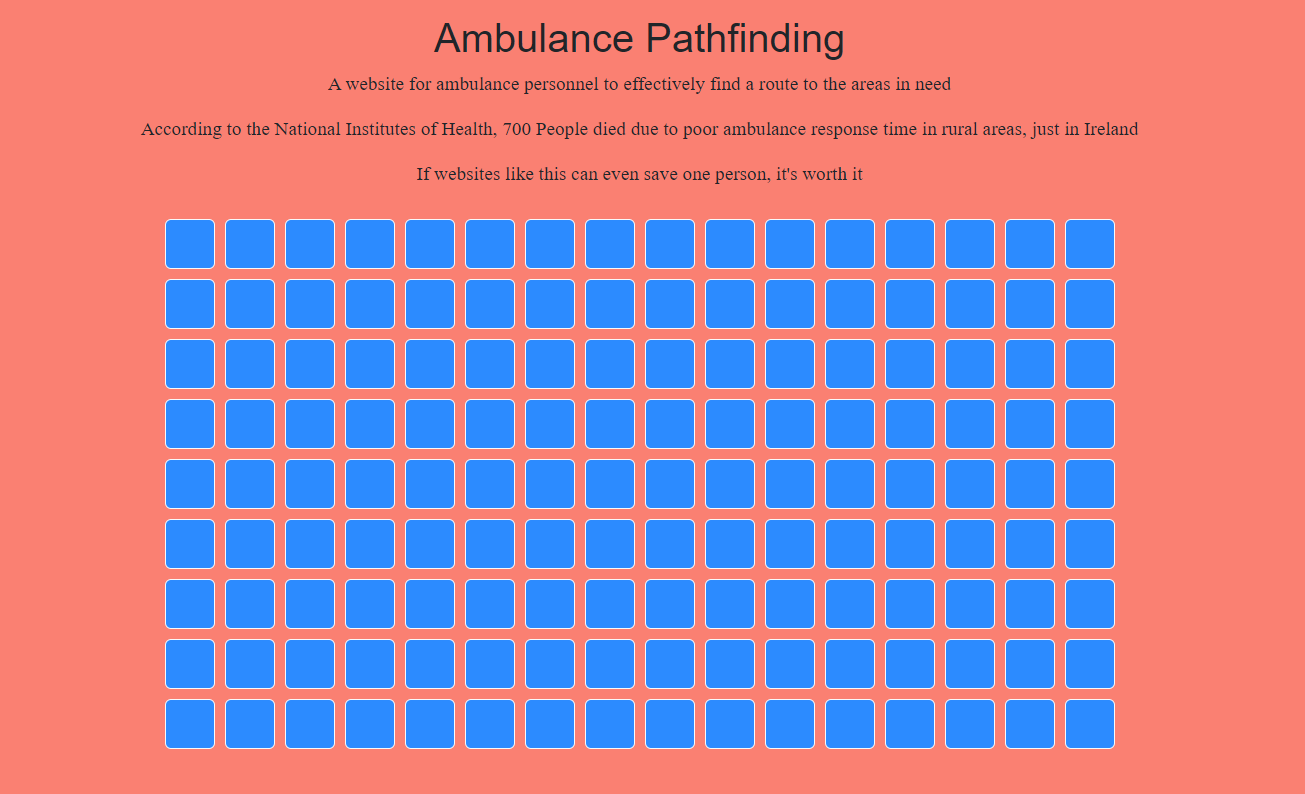 Ambulance Pathfinding
A website for ambulance personnel to effectively find a route to the areas in need
According to the National Institutes of Health, 700 People died due to poor ambulance response time in rural areas, just in Ireland
If websites like this can even save one person, it's worth it